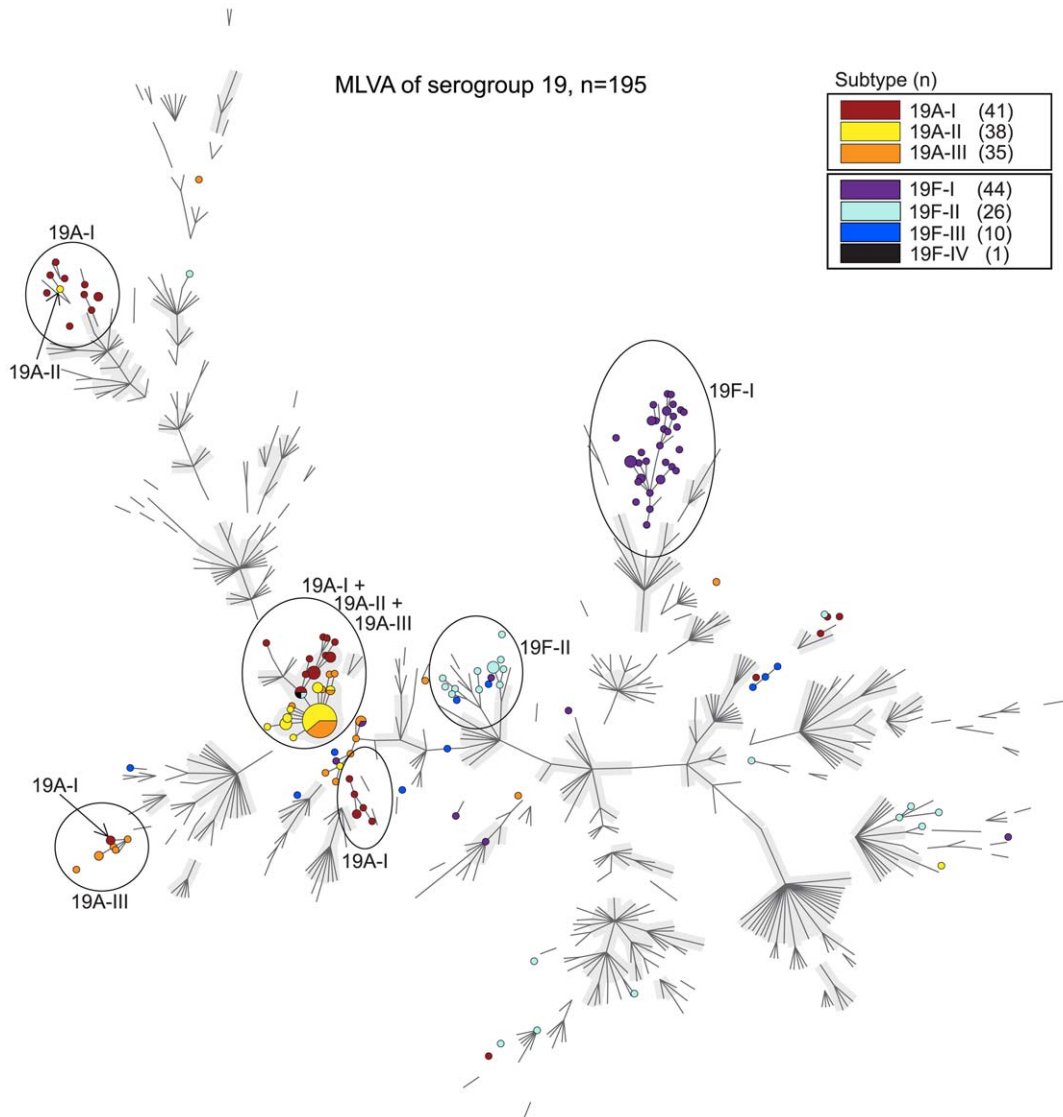 MLVA of serogroup 19, n=195
Subtype (n)
19A-I (41)
19A-II (38)
19A-III (35)
19F-I (44)
19F-II (26)
19F-III (10)
19F-IV (1)
19A-I
19A-II
19F-I
19A-I +
19A-II +
19A-III
19F-II
19A-I
19A-III
19A-I